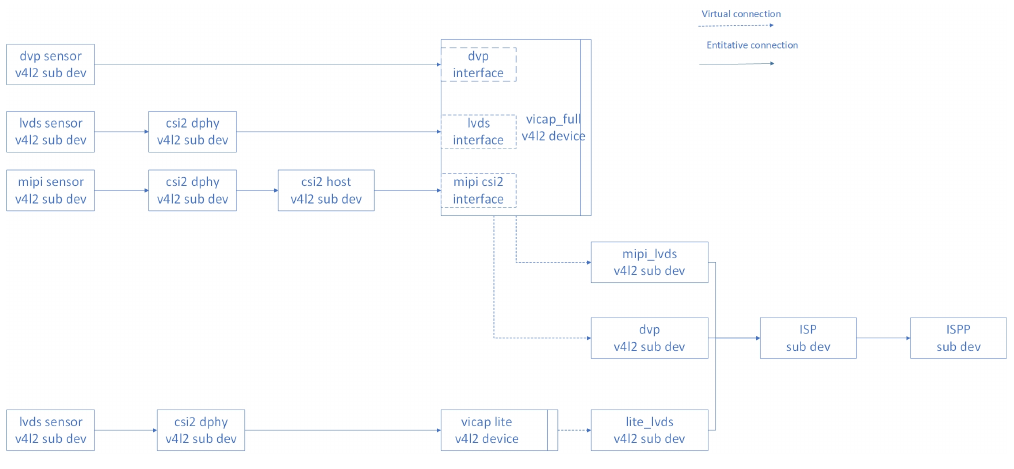 Virtual connection
Entitative connection
dvp sensor
v4l2 sub dev
dvp
interface
lvds sensor
v4l2 sub dev
csi2 dphy
v4l2 sub dev
lvds
interface
vicap_full
v4l2 device
mipi sensor
v4l2 sub dev
csi2 dphy
v4l2 sub dev
csi2 host
v4l2 sub dev
mipi csi2
interface
mipi_lvds
v4l2 sub dev
dvp
v4l2 sub dev
ISP
sub dev
ISPP
sub dev
lvds sensor
v4l2 sub dev
csi2 dphy
v4l2 sub dev
vicap lite
v4l2 device
lite_lvds
v4l2 sub dev